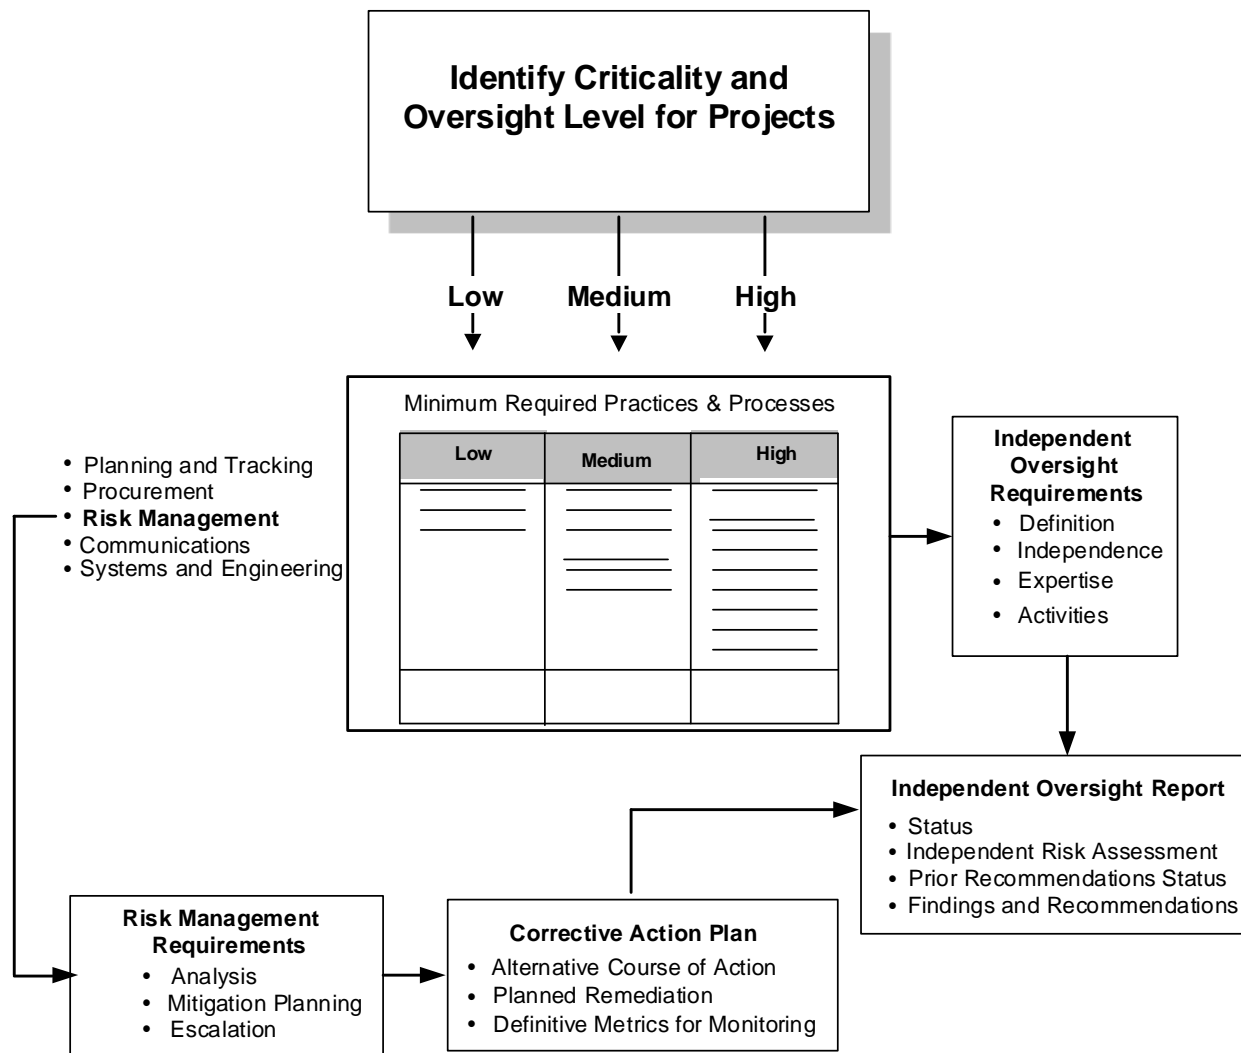 Identify Criticality and
Oversight Level for Projects
Low Medium High
Minimum Required Practices & Processes
Low Medium High
• Planning and Tracking
• Procurement
• Risk Management
• Communications
• Systems and Engineering
Independent
Oversight
Requirements
• Definition
• Independence
• Expertise
• Activities
Independent Oversight Report
• Status
• Independent Risk Assessment
• Prior Recommendations Status
• Findings and Recommendations
Risk Management
Requirements
• Analysis
• Mitigation Planning
• Escalation
Corrective Action Plan
• Alternative Course of Action
• Planned Remediation
• Definitive Metrics for Monitoring